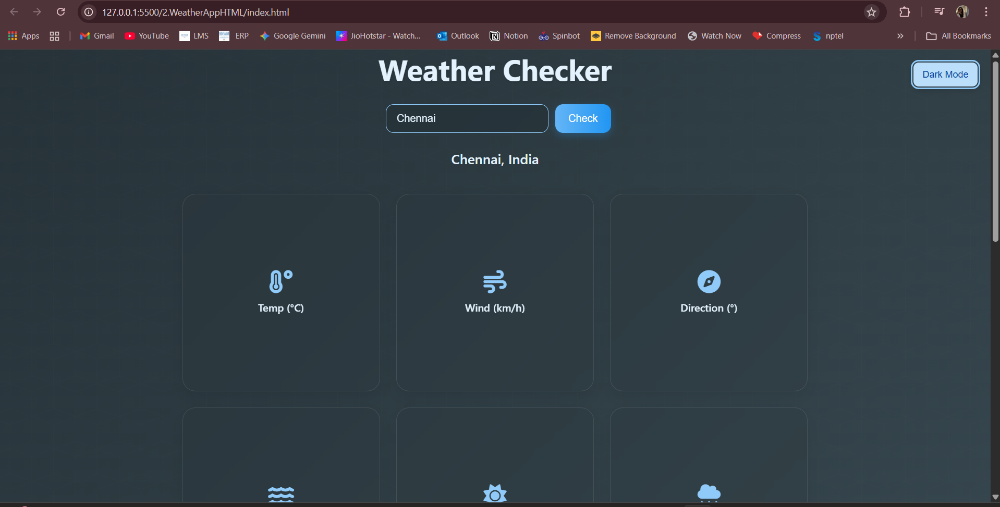 127.0.0.1:5500/2.WeatherAppHTML/index.html
Apps Gmail YouTube LMS ERP Google Gemini JioHotstar - Watch... Outlook Notion Spinbot Remove Background Watch Now Compress nptel » All Bookmarks
Weather Checker
Dark Mode
Chennai Check
Chennai, India
Temp (°C) Wind (km/h) Direction (°)